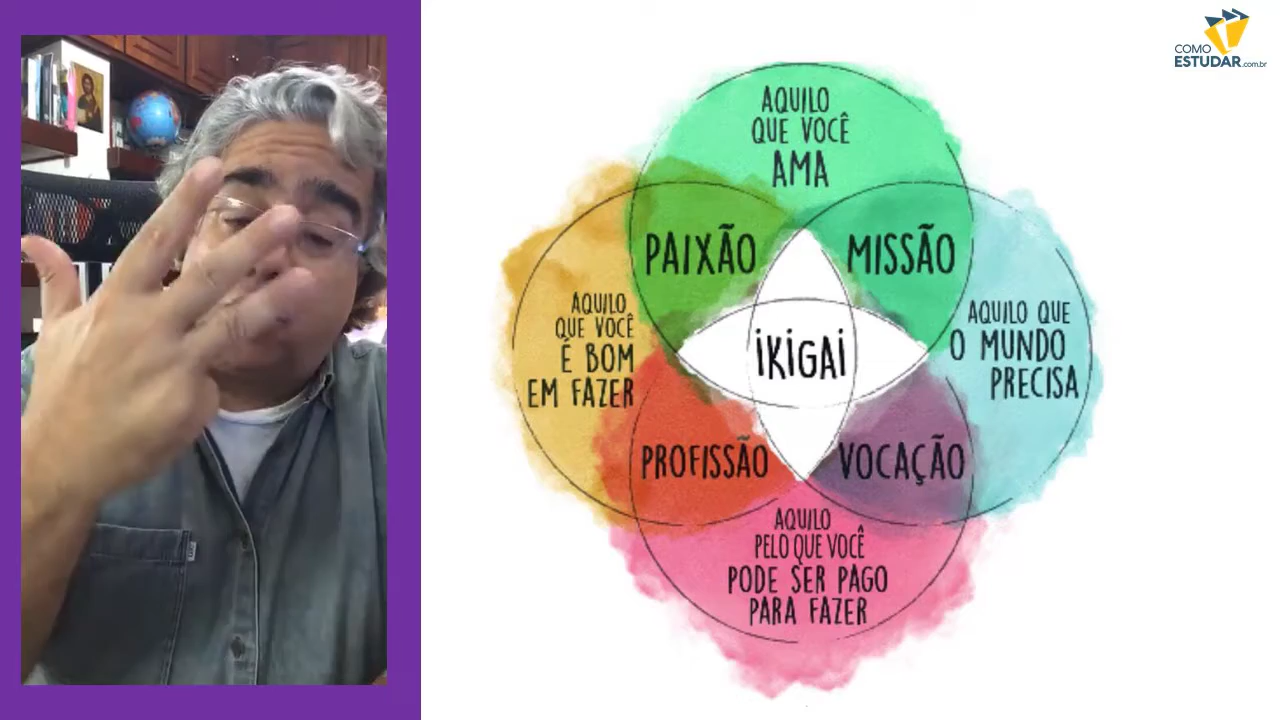 COMO
ESTUDAR.com.br
AQUILO
QUE VOCÊ
AMA
PAIXÃO
MISSÃO
AQUILO
QUE VOCÊ
É BOM
EM FAZER
iKiGAi
AQUILO QUE
O MUNDO
PRECISA
PROFISSÃO
VOCAÇÃO
AQUILO
PELO QUE VOCÊ
PODE SER PAGO
PARA FAZER